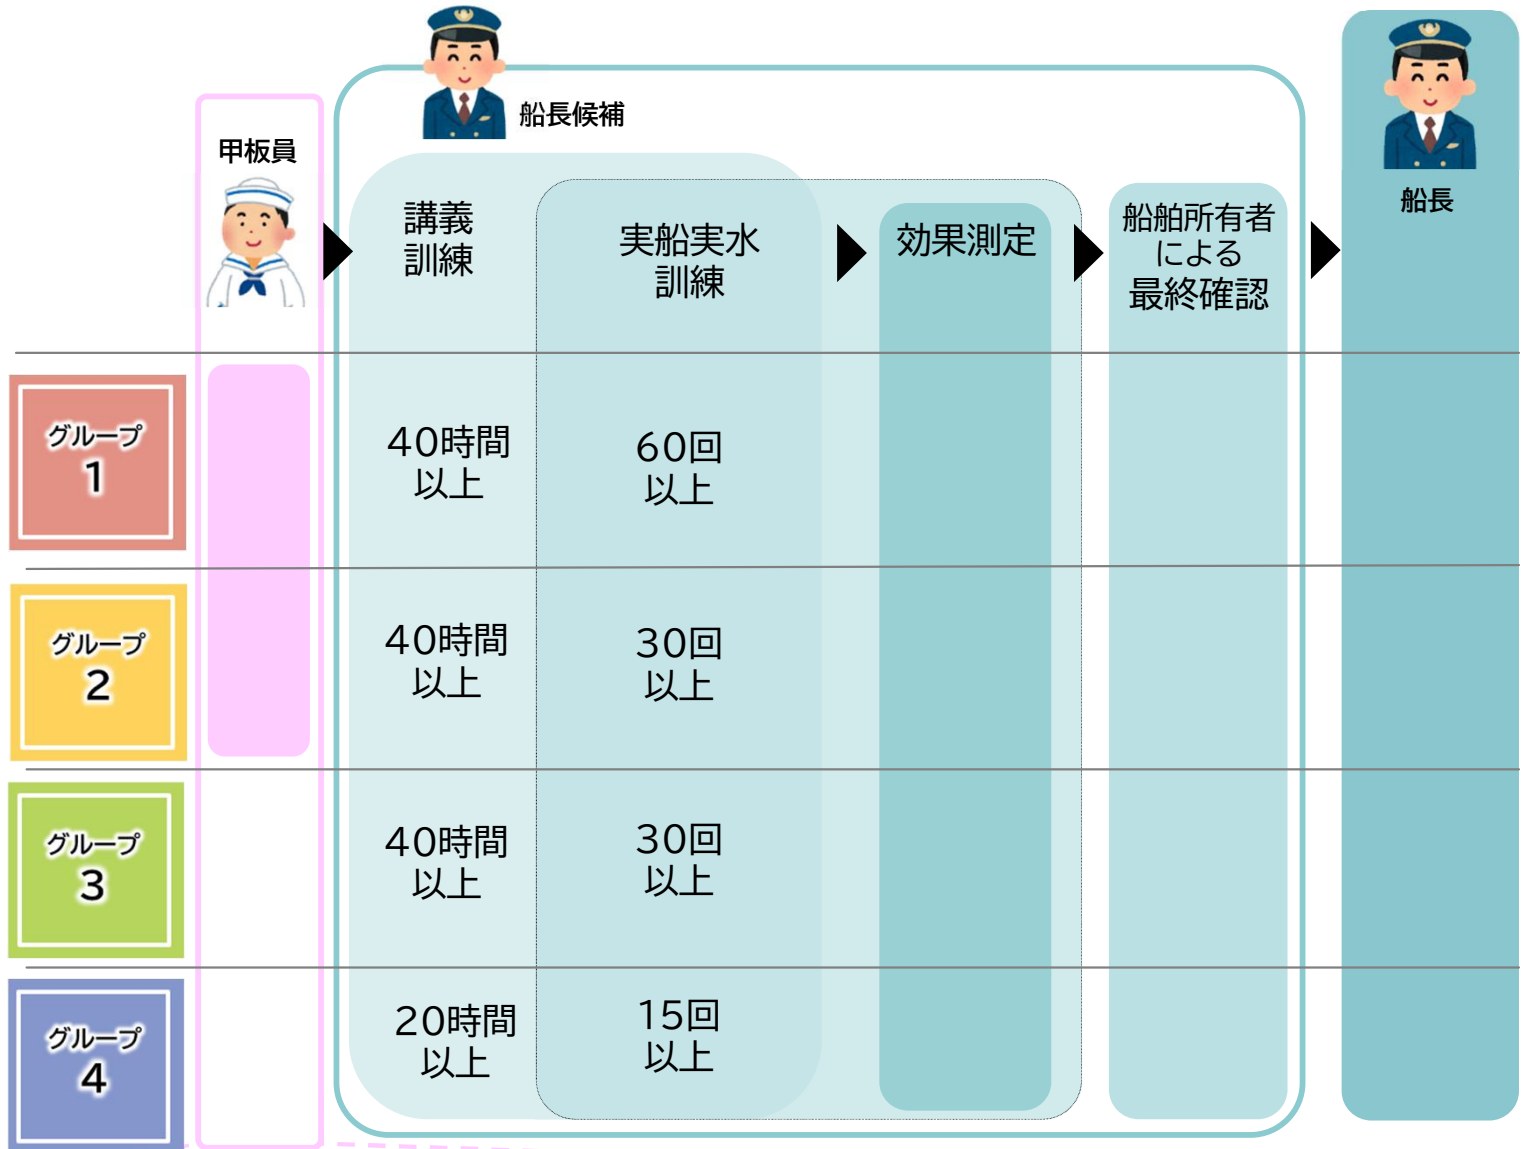 船長候補
甲板員
船長
講義
訓練
実船実水
訓練
効果測定
船舶所有者
による
最終確認
グループ
1
40時間
以上
60回
以上
グループ
2
40時間
以上
30回
以上
グループ
3
40時間
以上
30回
以上
グループ
4
20時間
以上
15回
以上